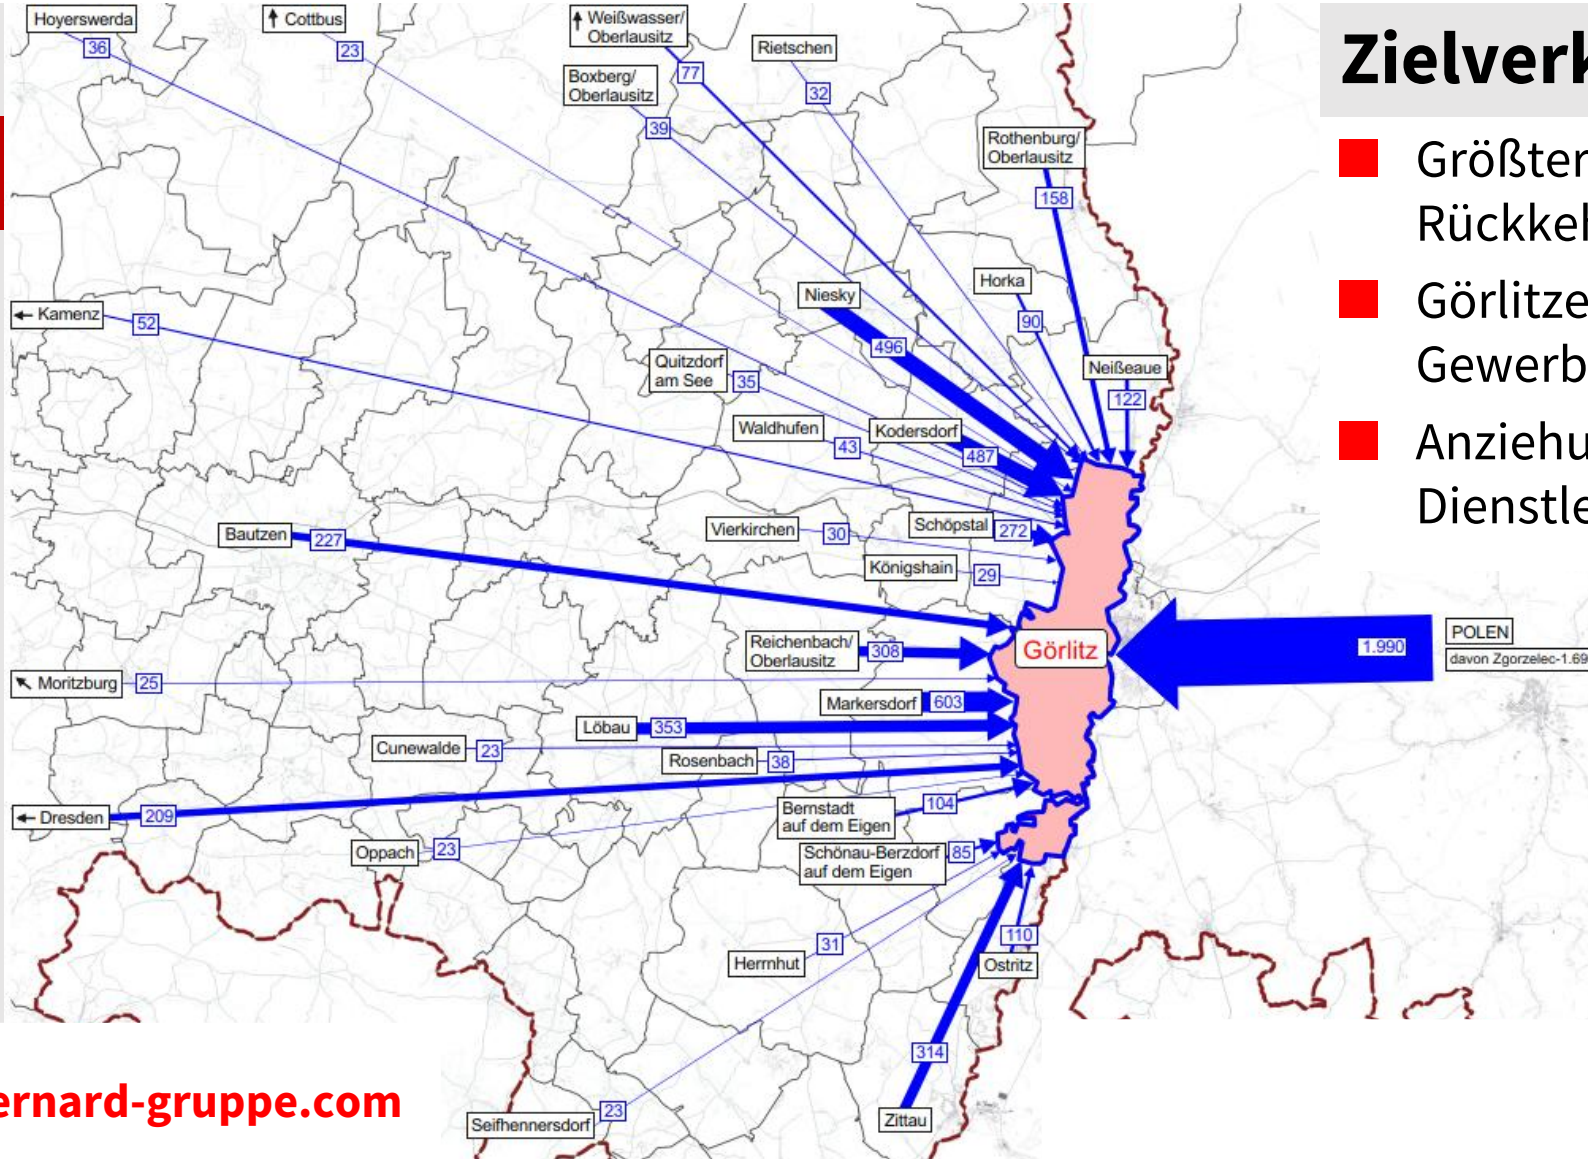 Hoyerswerda
36
Cottbus
23
Weißwasser/
Oberlausitz
77
Rietschen
32
Boxberg/
Oberlausitz
39
Rothenburg/
Oberlausitz
158
Horka
90
Niesky
496
Kamenz
52
Quitzdorf
am See
35
Neißeaue
122
Waldhufen
43
Kodersdorf
487
Bautzen
227
Vierkirchen
30
Schöpstal
272
Königshain
29
Reichenbach/
Oberlausitz
308
Görlitz
1.990
POLEN
davon Zgorzelec-1.69
Moritzburg
25
Markersdorf
603
Löbau
353
Cunewalde
23
Rosenbach
38
Dresden
209
Bernstadt
auf dem Eigen
104
Oppach
23
Schönau-Berzdorf
auf dem Eigen
85
Herrnhut
31
110
Ostritz
314
Zittau
Seifhennersdorf
23
Zielverk
Größter
Rückkeh
Görlitze
Gewerb
Anziehu
Dienstle
ernard-gruppe.com